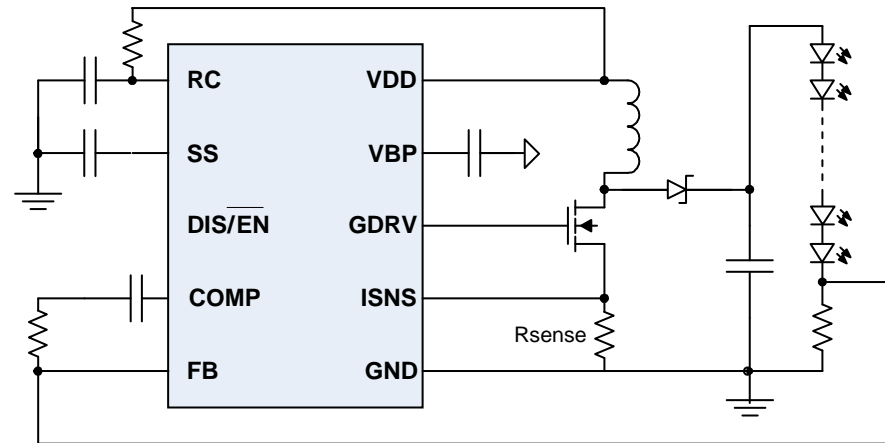 RC VDD
SS VBP
DIS/EN GDRV
COMP ISNS
Rsense
FB GND